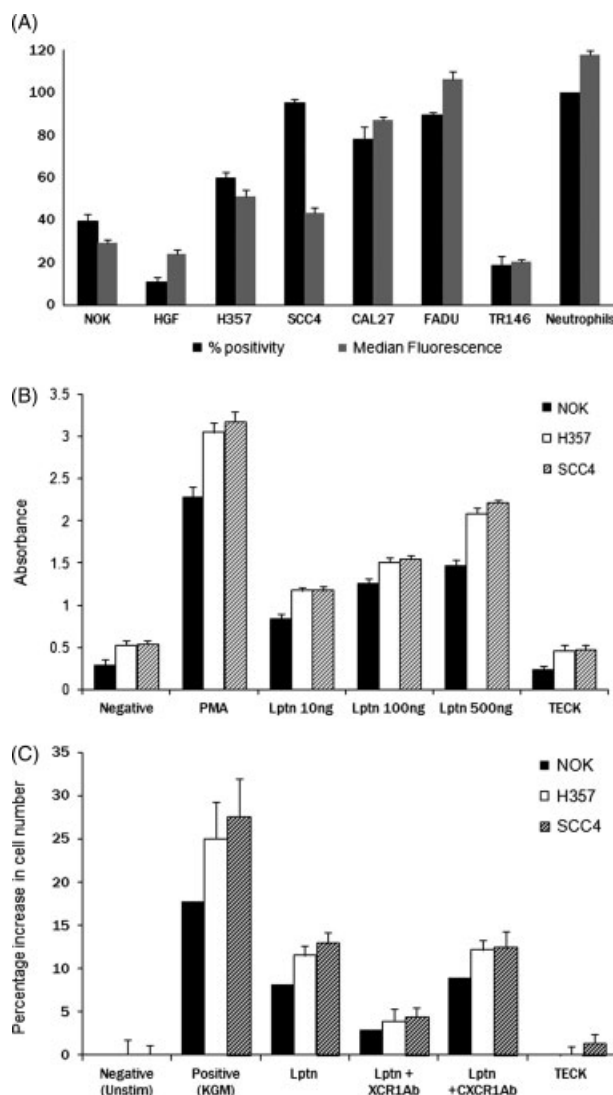 (A)
120
100
80
60
40
20
0
NOK HGF H357 SCC4 CAL27 FADU TR146 Neutrophils
% positivity Median Fluorescence
(B)
3.5
3
2.5
2
1.5
1
0.5
0
Absorbance
NOK
H357
SCC4
Negative PMA Lptn 10ng Lptn 100ng Lptn 500ng TECK
(C)
35
30
25
20
15
10
5
0
Percentage increase in cell number
NOK
H357
SCC4
Negative Positive Lptn Lptn + Lptn TECK
(Unstim) (KGM) XCR1Ab +CXCR1Ab